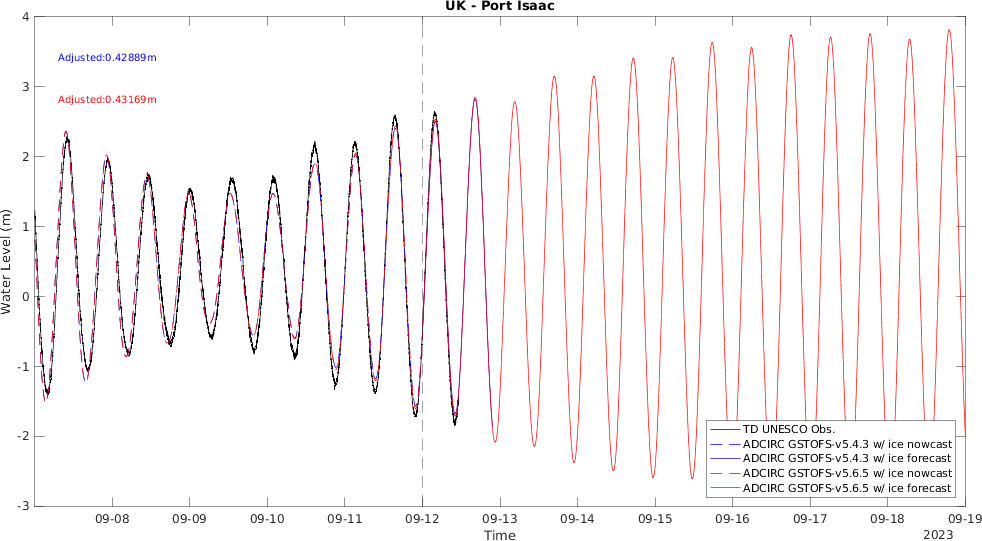 UK - Port Isaac
Adjusted:0.42889m
Adjusted:0.43169m
Water Level (m)
4
3
2
1
0
-1
-2
-3
09-08 09-09 09-10 09-11 09-12 09-13 09-14 09-15 09-16 09-17 09-18 09-19
Time
2023
TD UNESCO Obs.
ADCIRC GSTOFS-v5.4.3 w/ ice nowcast
ADCIRC GSTOFS-v5.4.3 w/ ice forecast
ADCIRC GSTOFS-v5.6.5 w/ ice nowcast
ADCIRC GSTOFS-v5.6.5 w/ ice forecast